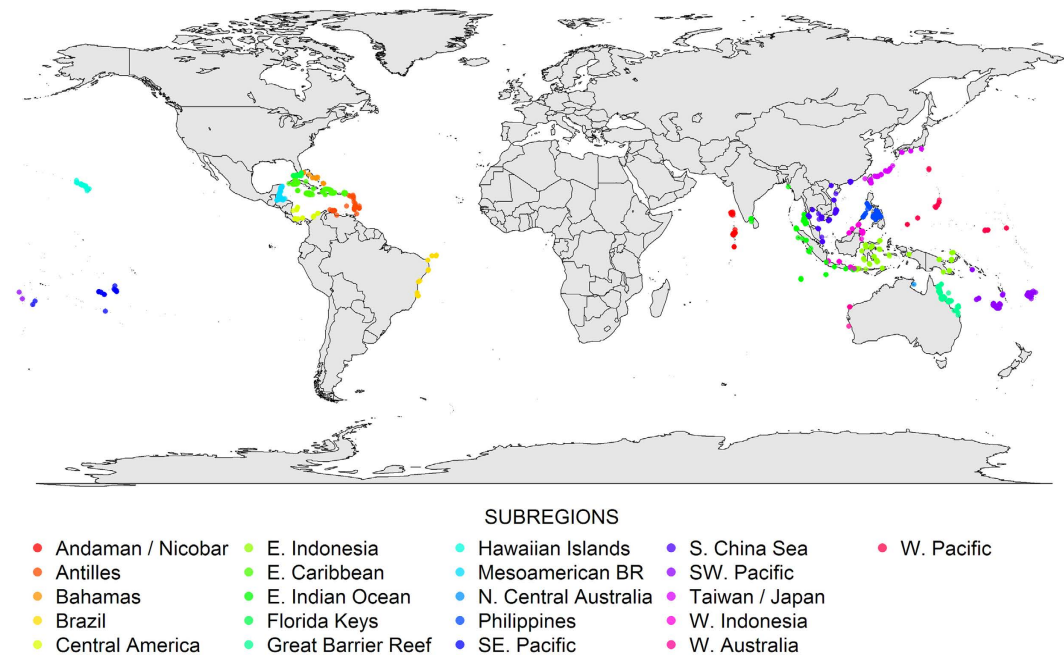 SUBREGIONS
Andaman / Nicobar
Antilles
Bahamas
Brazil
Central America
E. Indonesia
E. Caribbean
E. Indian Ocean
Florida Keys
Great Barrier Reef
Hawaiian Islands
Mesoamerican BR
N. Central Australia
Philippines
SE. Pacific
S. China Sea
SW. Pacific
Taiwan / Japan
W. Indonesia
W. Australia
W. Pacific